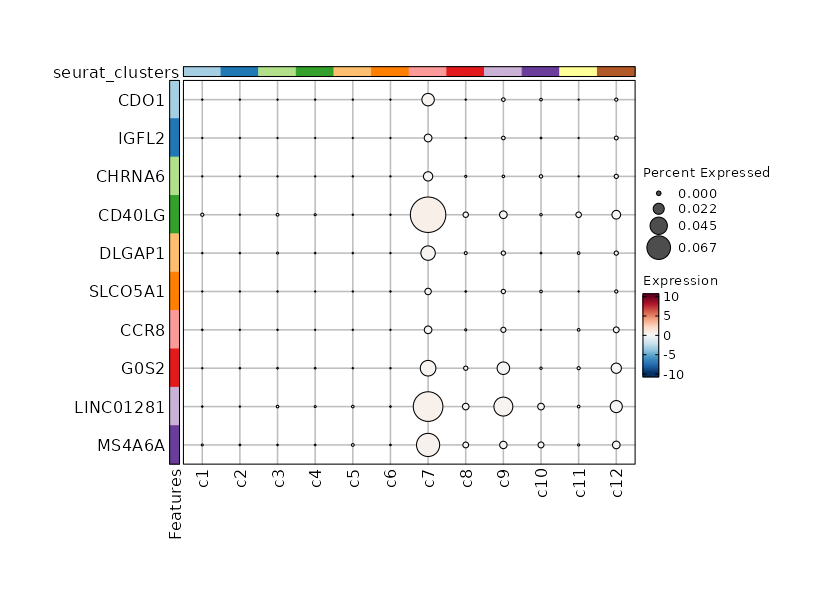 seurat_clusters
CDO1
IGFL2
CHRNA6
CD40LG
DLGAP1
SLCO5A1
CCR8
G0S2
LINC01281
MS4A6A
Features
c1
c2
c3
c4
c5
c6
c7
c8
c9
c10
c11
c12
Percent Expressed
0.000
0.022
0.045
0.067
Expression
10
5
0
-5
-10